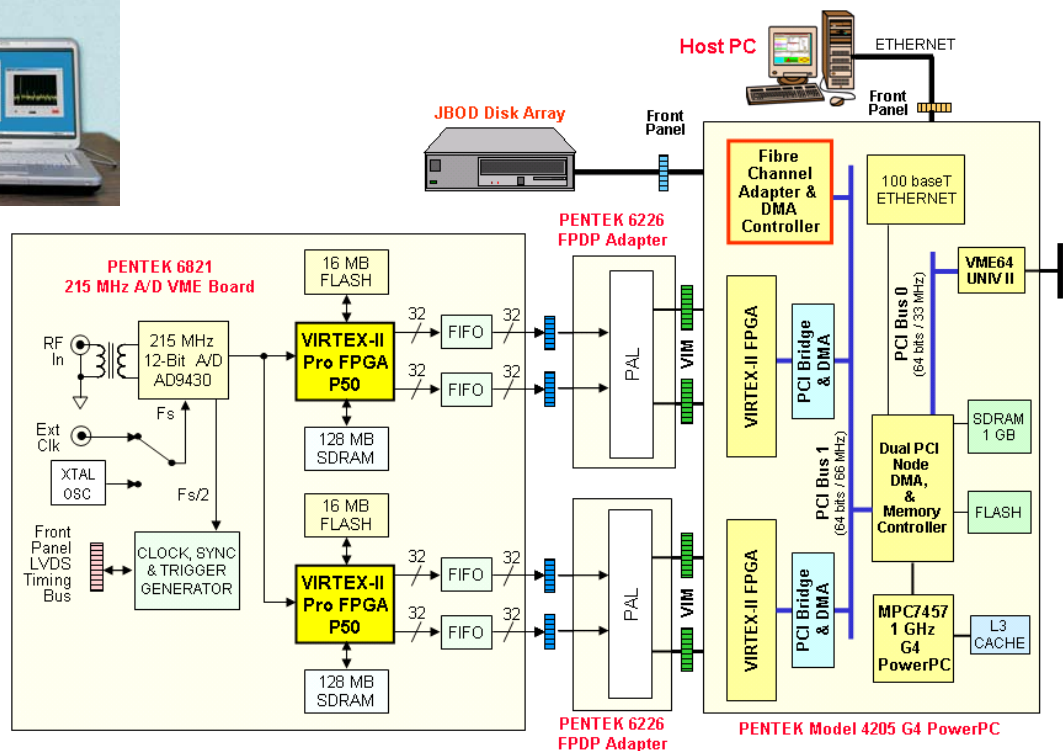 Host PC
ETHERNET
Front
Panel
JBOD Disk Array
Front
Panel
Fibre
Channel
Adapter &
DMA
Controller
100 baseT
ETHERNET
VME64
UNIV II
PCI Bus 0
(64 bits / 33 MHz)
PENTEK 6226
FPDP Adapter
PENTEK 6821
215 MHz A/D VME Board
RF
In
215 MHz
12-Bit A/D
AD9430
Fs
Ext
Clk
XTAL
OSC
Fs/2
Front
Panel
LVDS
Timing
Bus
CLOCK, SYNC
& TRIGGER
GENERATOR
16 MB
FLASH
VIRTEX-II
Pro FPGA
P50
128 MB
SDRAM
32
FIFO
32
32
FIFO
32
16 MB
FLASH
VIRTEX-II
Pro FPGA
P50
128 MB
SDRAM
32
FIFO
32
32
FIFO
32
PAL
VIM
PAL
VIM
PENTEK 6226
FPDP Adapter
VIRTEX-II FPGA
PCI Bridge
& DMA
VIRTEX-II FPGA
PCI Bridge
& DMA
PCI Bus 1
(64 bits / 66 MHz)
Dual PCI
Node
DMA,
&
Memory
Controller
SDRAM
1 GB
FLASH
MPC7457
1 GHz
G4
PowerPC
L3
CACHE
PENTEK Model 4205 G4 PowerPC